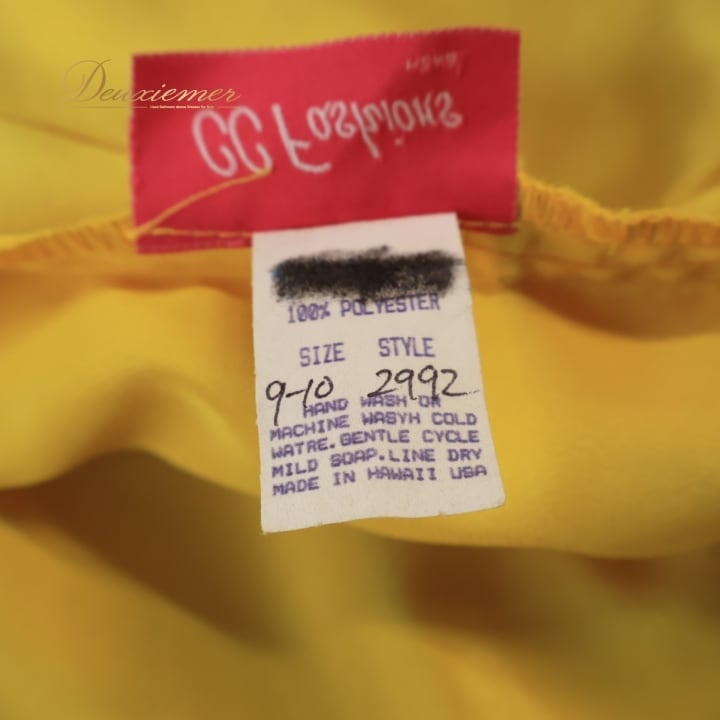 Deuxiemer
Hawaii
CC Fashions
100% POLYESTER
SIZE STYLE
9-10 2992
HAND WASH OR
MACHINE WASYH COLD
WATRE.GENTLE CYCLE
MILD SOAP.LINE DRY
MADE IN HAWAII USA